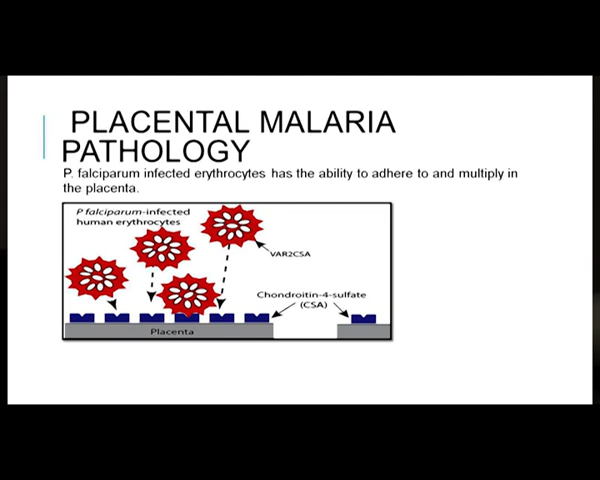 PLACENTAL MALARIA
PATHOLOGY
P. falciparum infected erythrocytes has the ability to adhere to and multiply in
the placenta.
P falciparum-infected
human erythrocytes
VAR2CSA
Chondroitin-4-sulfate
(CSA)
Placenta